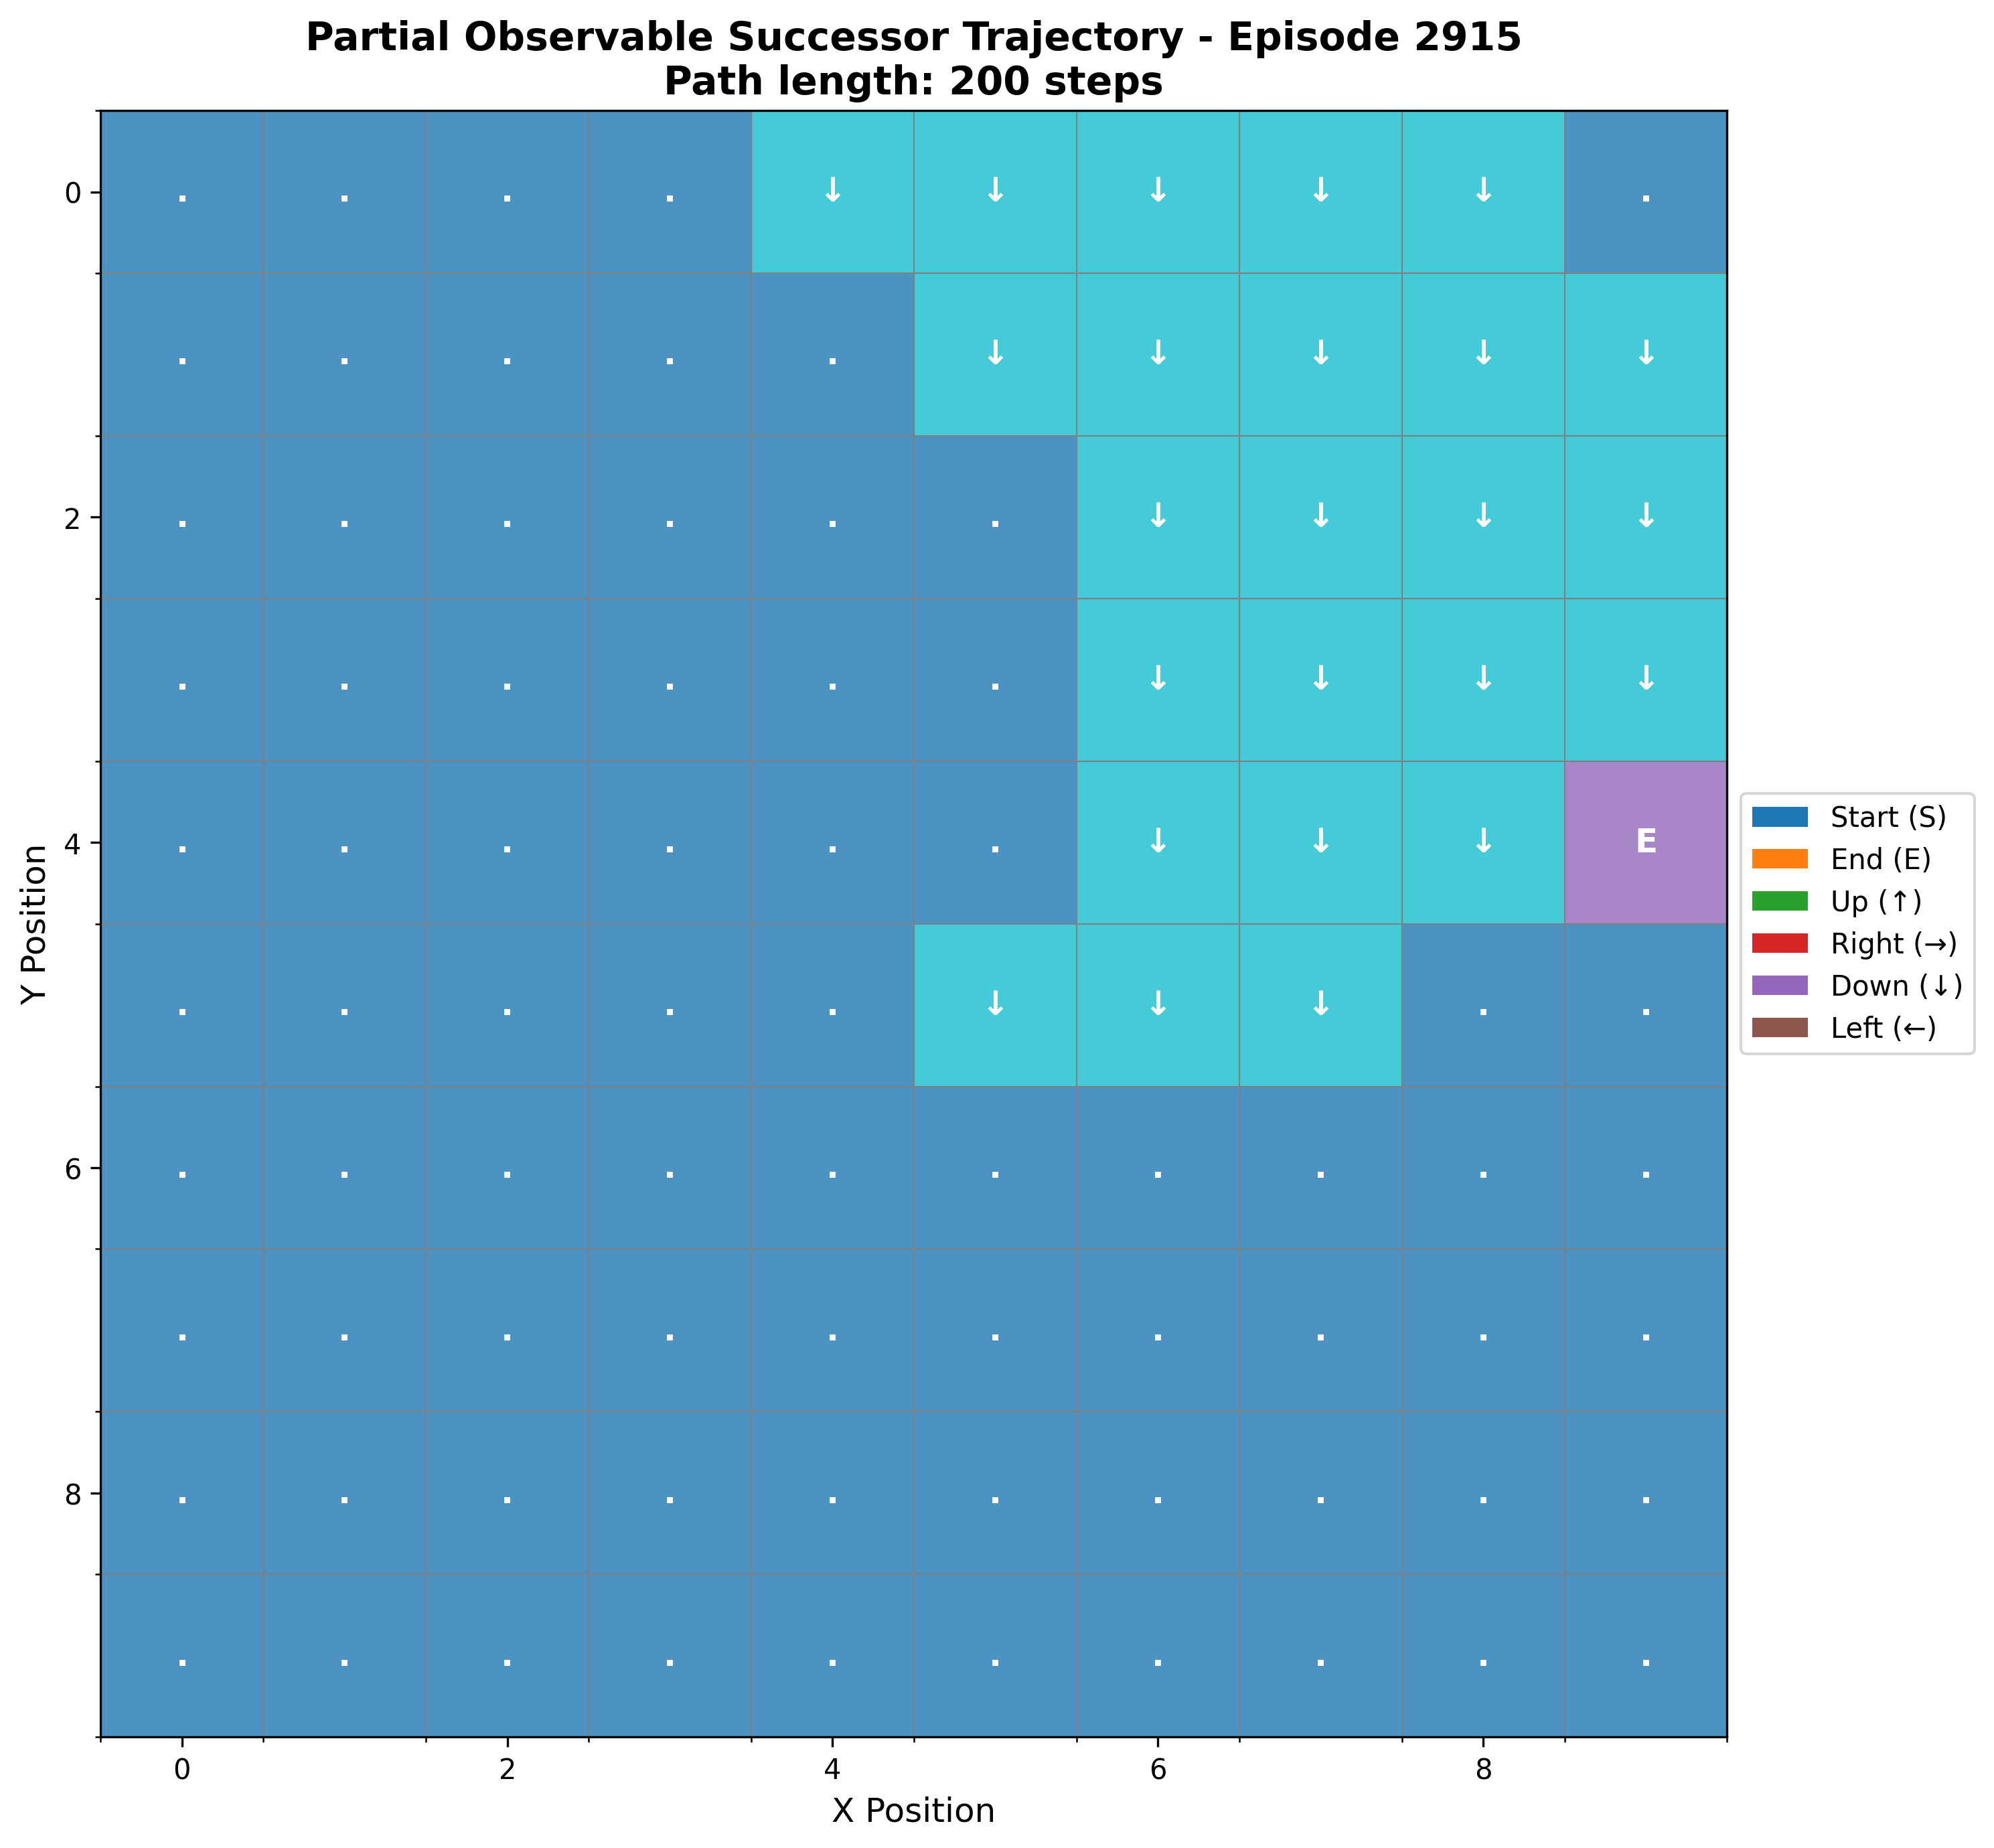 Partial Observable Successor Trajectory - Episode 2915
Path length: 200 steps
0 . . . . ↓ ↓ ↓ ↓ ↓ .
. . . . . ↓ ↓ ↓ ↓ ↓
2 . . . . . . ↓ ↓ ↓ ↓
. . . . . . ↓ ↓ ↓ ↓
4 . . . . . . ↓ ↓ ↓ E
. . . . . ↓ ↓ ↓ . .
6 . . . . . . . . . .
. . . . . . . . . .
8 . . . . . . . . . .
. . . . . . . . . .
0 2 4 6 8
X Position
Y Position
Start (S)
End (E)
Up (↑)
Right (→)
Down (↓)
Left (←)